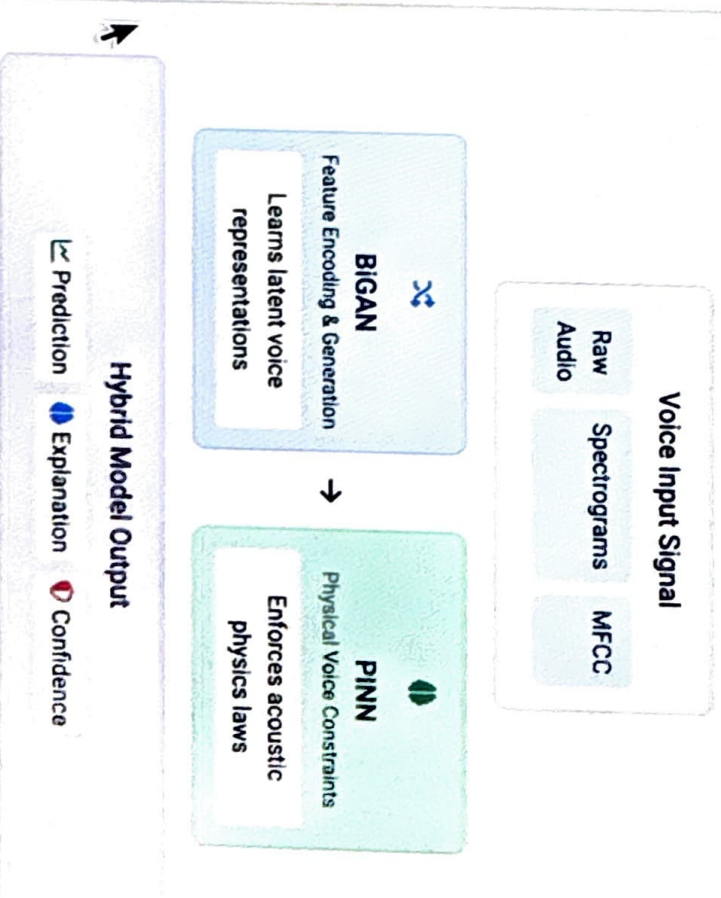 Voice Input Signal
Raw
Audio
Spectrograms
MFCC
BiGAN
Feature Encoding & Generation
Learns latent voice
representations
→
PINN
Physical Voice Constraints
Enforces acoustic
physics laws
Hybrid Model Output
Prediction
Explanation
Confidence